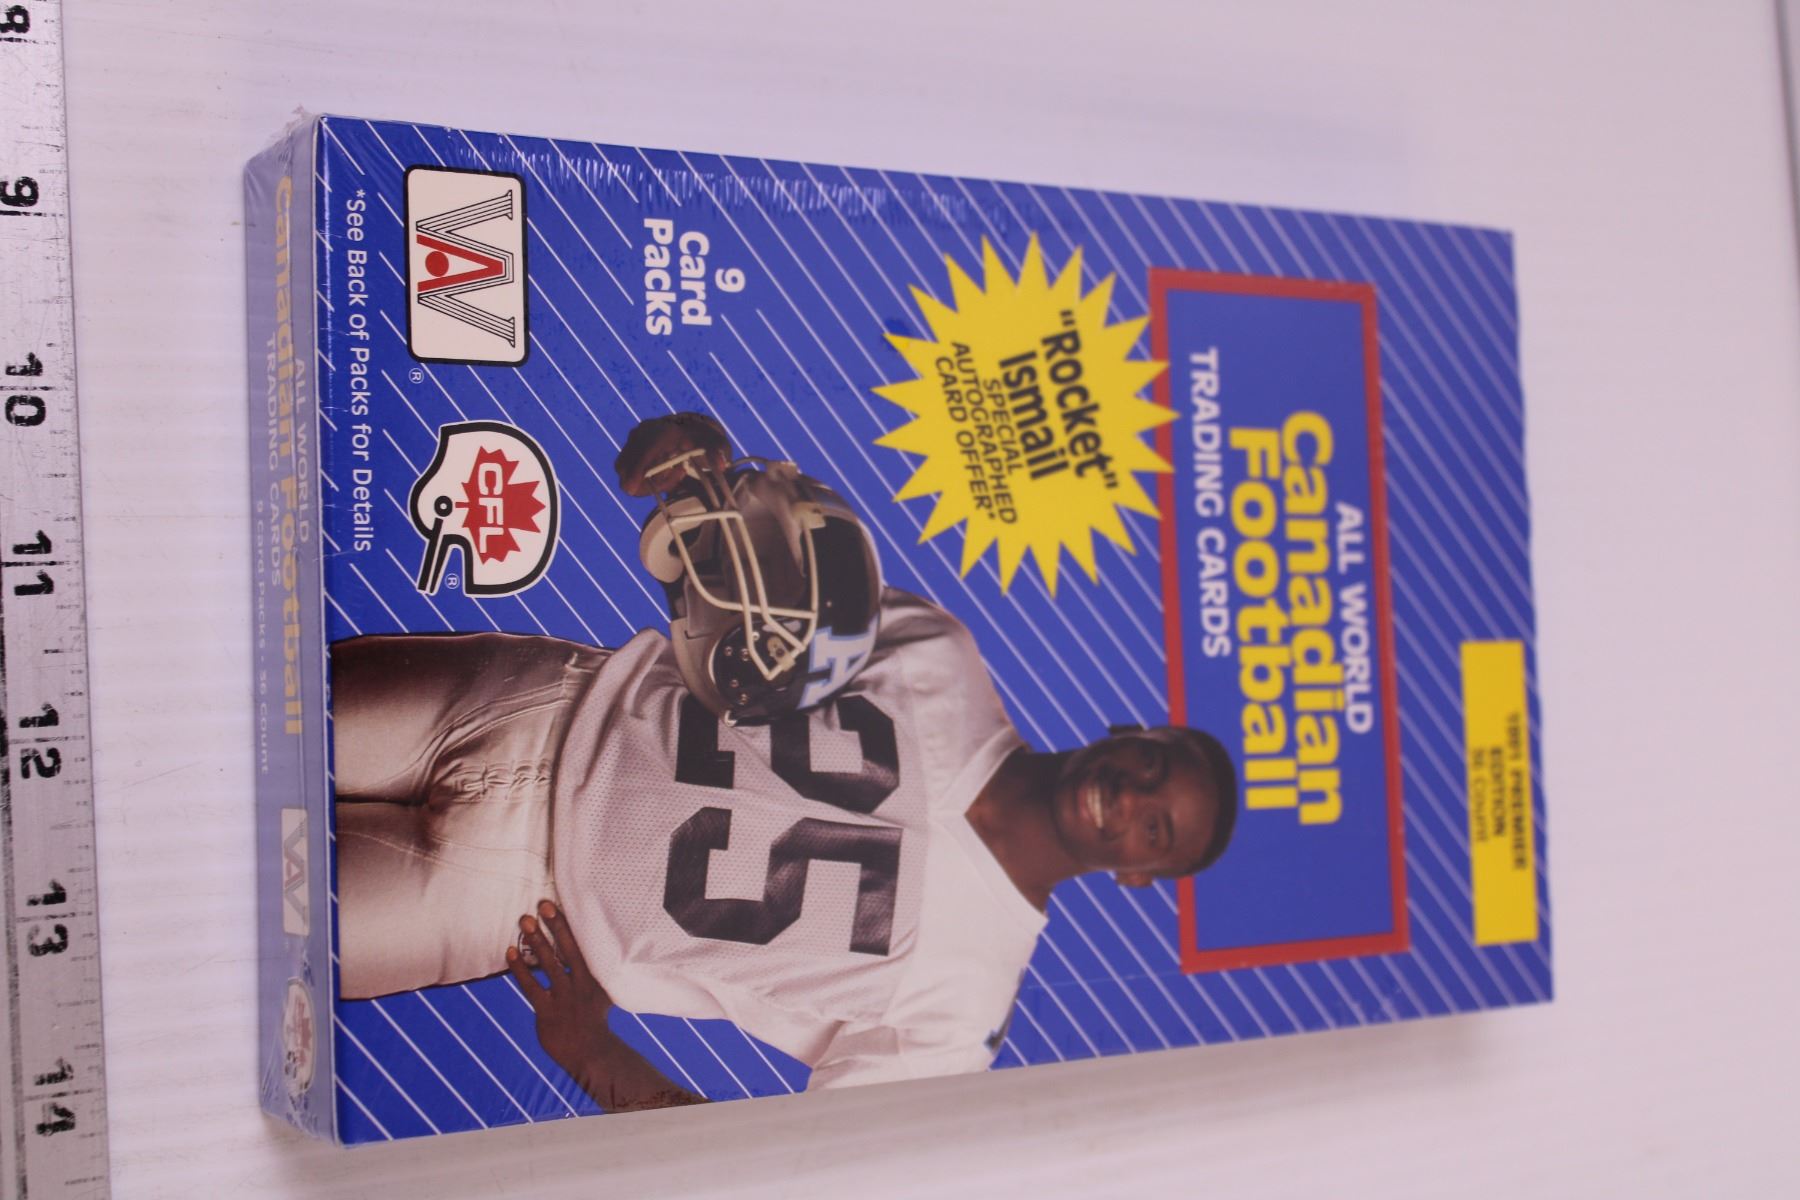 1991 PREMIER
EDITION
36 Count
ALL WORLD
Canadian
Football
TRADING CARDS
"Rocket"
Ismail
SPECIAL
AUTOGRAPHED
CARD OFFER*
9
Card
Packs
A
25
CFL
®
®
*See Back of Packs for Details
ALL WORLD
Canadian Football
TRADING CARDS
9 Card Packs - 36 Count
8
9
10
11
12
13
14